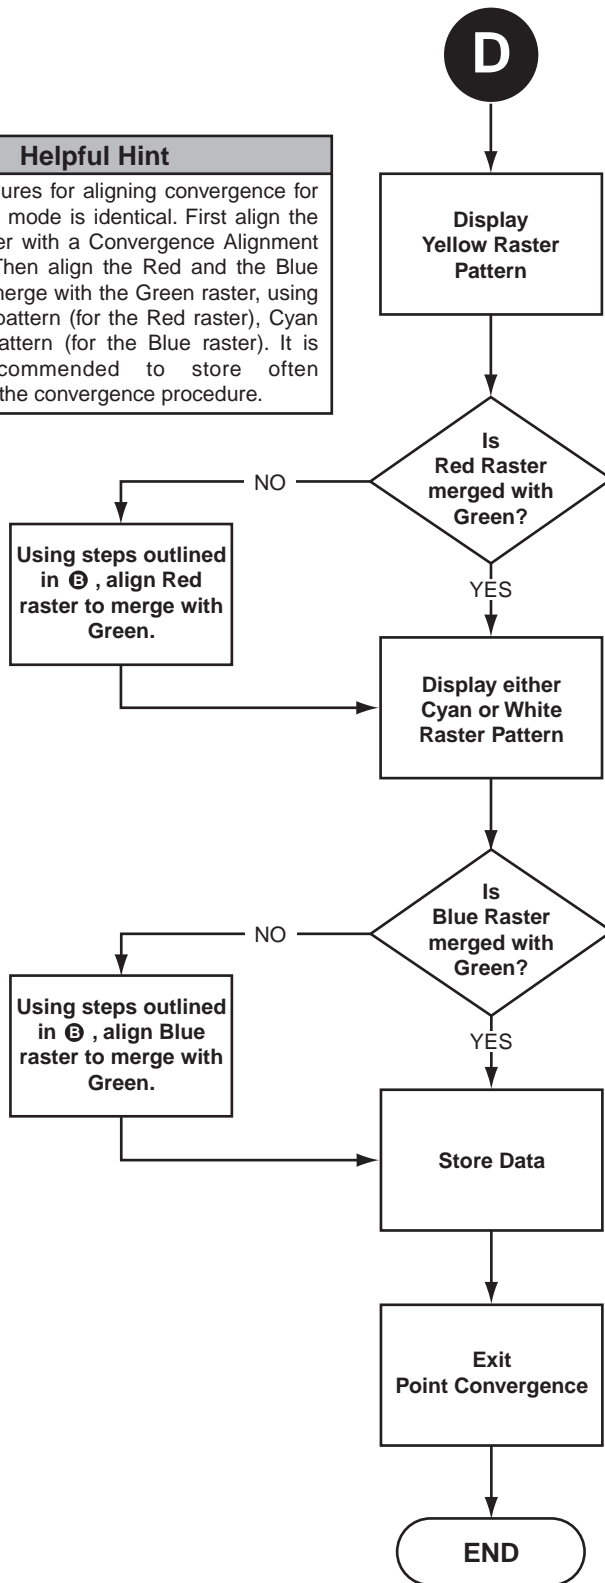 D
Helpful Hint
ures for aligning convergence for
mode is identical. First align the
er with a Convergence Alignment
Then align the Red and the Blue
merge with the Green raster, using
pattern (for the Red raster), Cyan
attern (for the Blue raster). It is
commended to store often
the convergence procedure.
Display
Yellow Raster
Pattern
Is
Red Raster
merged with
Green?
NO
YES
Using steps outlined
in B , align Red
raster to merge with
Green.
Display either
Cyan or White
Raster Pattern
Is
Blue Raster
merged with
Green?
NO
YES
Using steps outlined
in B , align Blue
raster to merge with
Green.
Store Data
Exit
Point Convergence
END